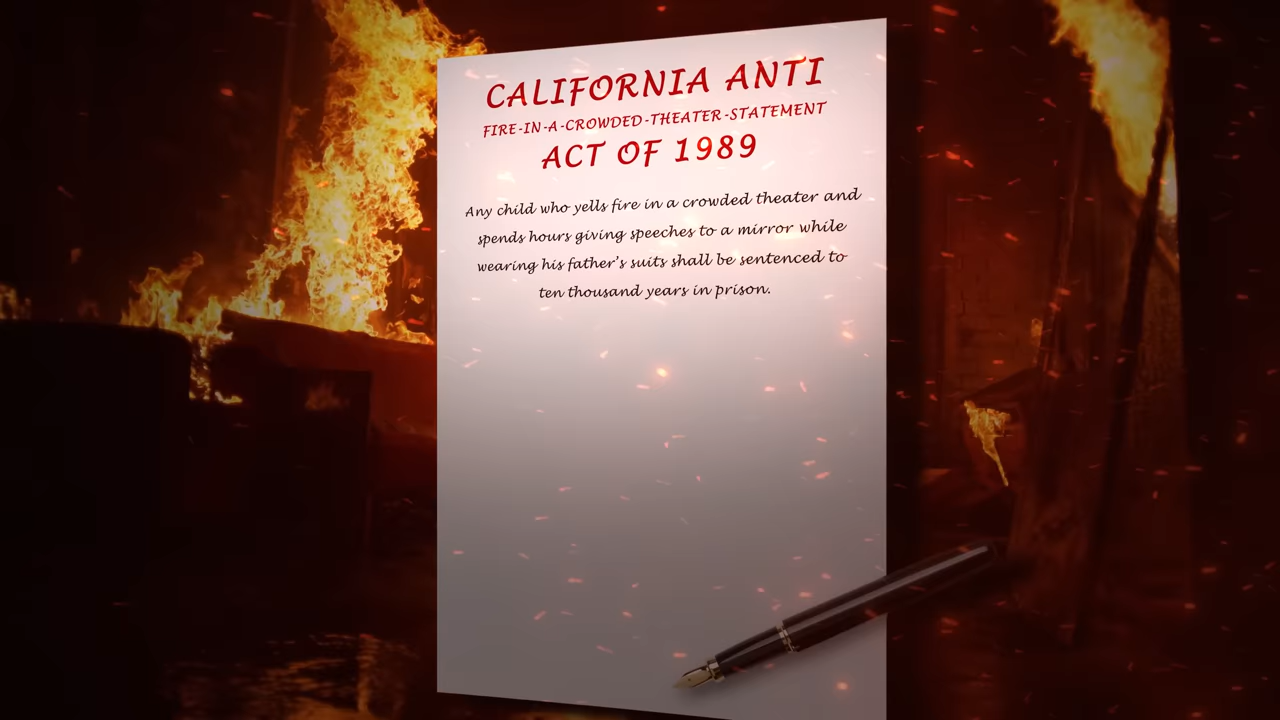 CALIFORNIA ANTI
FIRE-IN-A-CROWDED-THEATER-STATEMENT
ACT OF 1989
Any child who yells fire in a crowded theater and
spends hours giving speeches to a mirror while
wearing his father's suits shall be sentenced to
ten thousand years in prison.